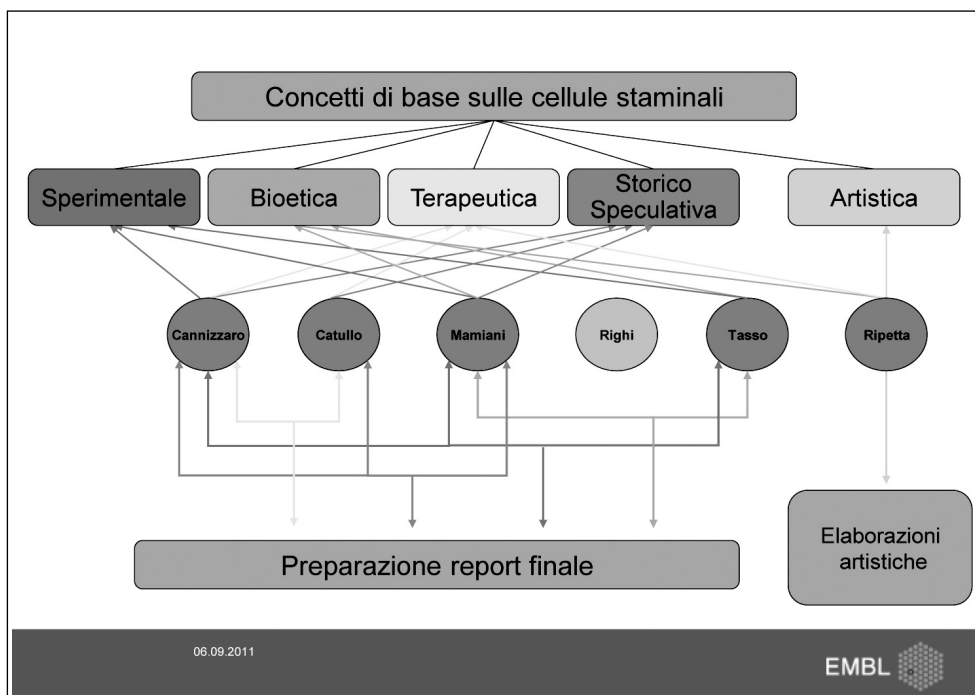 Concetti di base sulle cellule staminali
Sperimentale
Bioetica
Terapeutica
Storico
Speculativa
Artistica
Cannizzaro
Catullo
Mamiani
Righi
Tasso
Ripetta
Elaborazioni
artistiche
Preparazione report finale
06.09.2011
EMBL